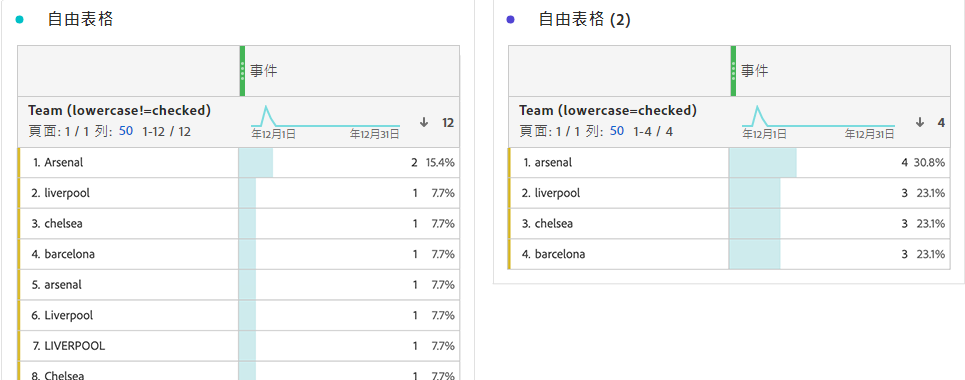 自由表格
事件
Team (lowercase!=checked)
頁面: 1 / 1 列: 50 1-12 / 12
年12月1日 年12月31日
12
1. Arsenal 2 15.4%
2. liverpool 1 7.7%
3. chelsea 1 7.7%
4. barcelona 1 7.7%
5. arsenal 1 7.7%
6. Liverpool 1 7.7%
7. LIVERPOOL 1 7.7%
8. Chelsea 1 7.7%
自由表格 (2)
事件
Team (lowercase=checked)
頁面: 1 / 1 列: 50 1-4 / 4
年12月1日 年12月31日
4
1. arsenal 4 30.8%
2. liverpool 3 23.1%
3. chelsea 3 23.1%
4. barcelona 3 23.1%